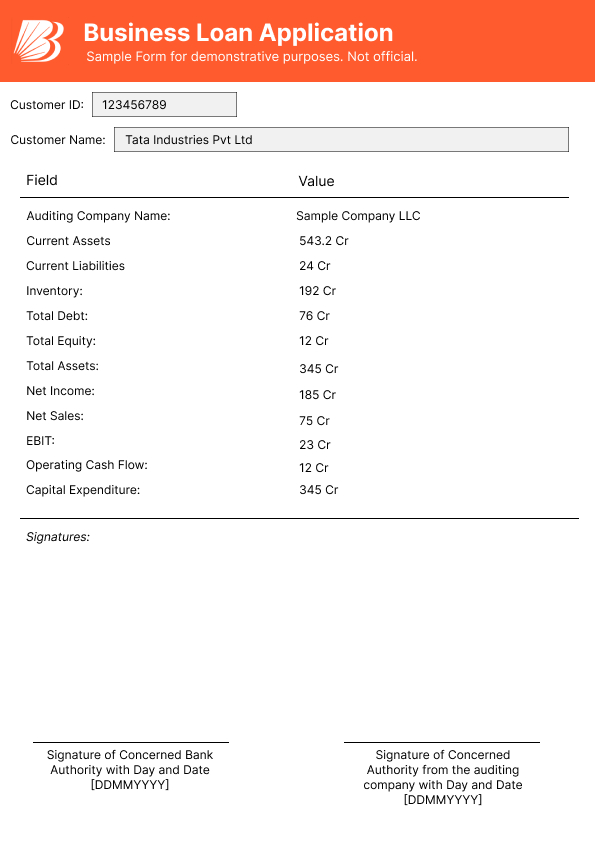 Business Loan Application
Sample Form for demonstrative purposes. Not official.
Customer ID: 123456789
Customer Name: Tata Industries Pvt Ltd
Field Value
Auditing Company Name: Sample Company LLC
Current Assets 543.2 Cr
Current Liabilities 24 Cr
Inventory: 192 Cr
Total Debt: 76 Cr
Total Equity: 12 Cr
Total Assets: 345 Cr
Net Income: 185 Cr
Net Sales: 75 Cr
EBIT: 23 Cr
Operating Cash Flow: 12 Cr
Capital Expenditure: 345 Cr
Signatures:
Signature of Concerned Bank
Authority with Day and Date
[DDMMYYYY]
Signature of Concerned
Authority from the auditing
company with Day and Date
[DDMMYYYY]